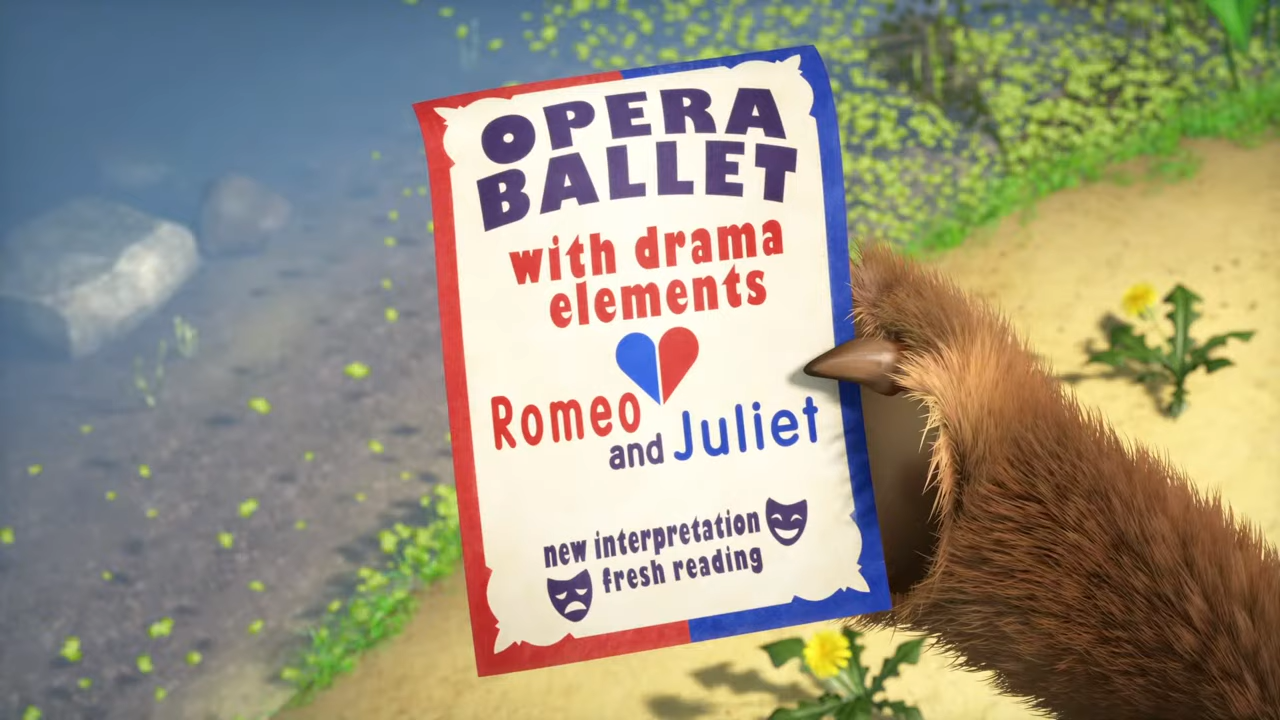 OPERA
BALLET
with drama
elements
Romeo
and Juliet
new interpretation
fresh reading